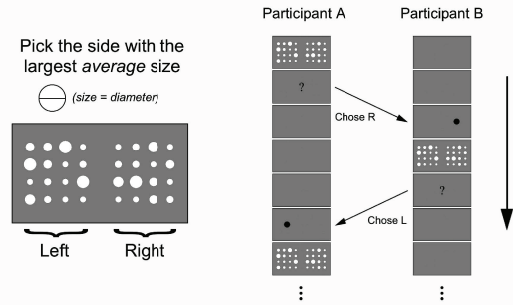 Pick the side with the
largest average size
(size = diameter
Left
Right
Participant A
Participant B
?
Chose R
?
Chose L